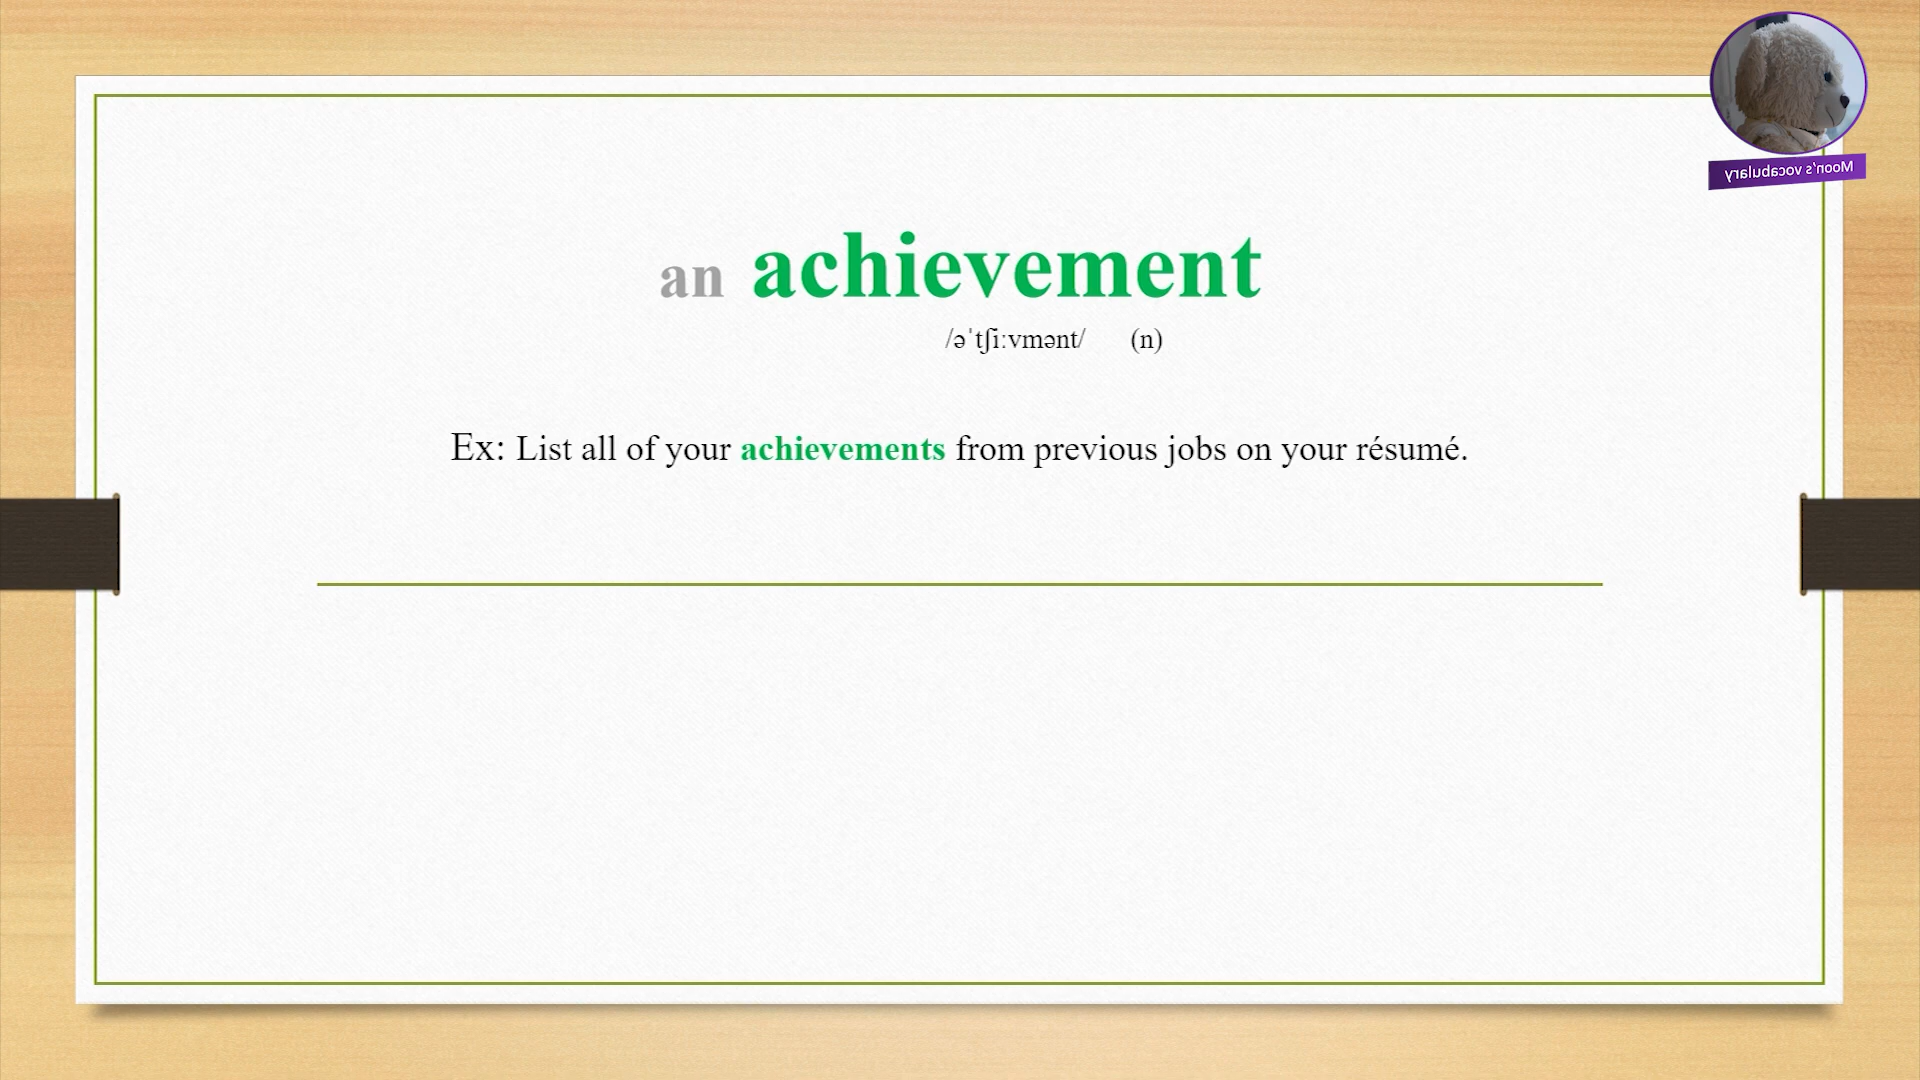 Moon's vocabulary
an achievement
/əˈtʃiːvmənt/ (n)
Ex: List all of your achievements from previous jobs on your résumé.